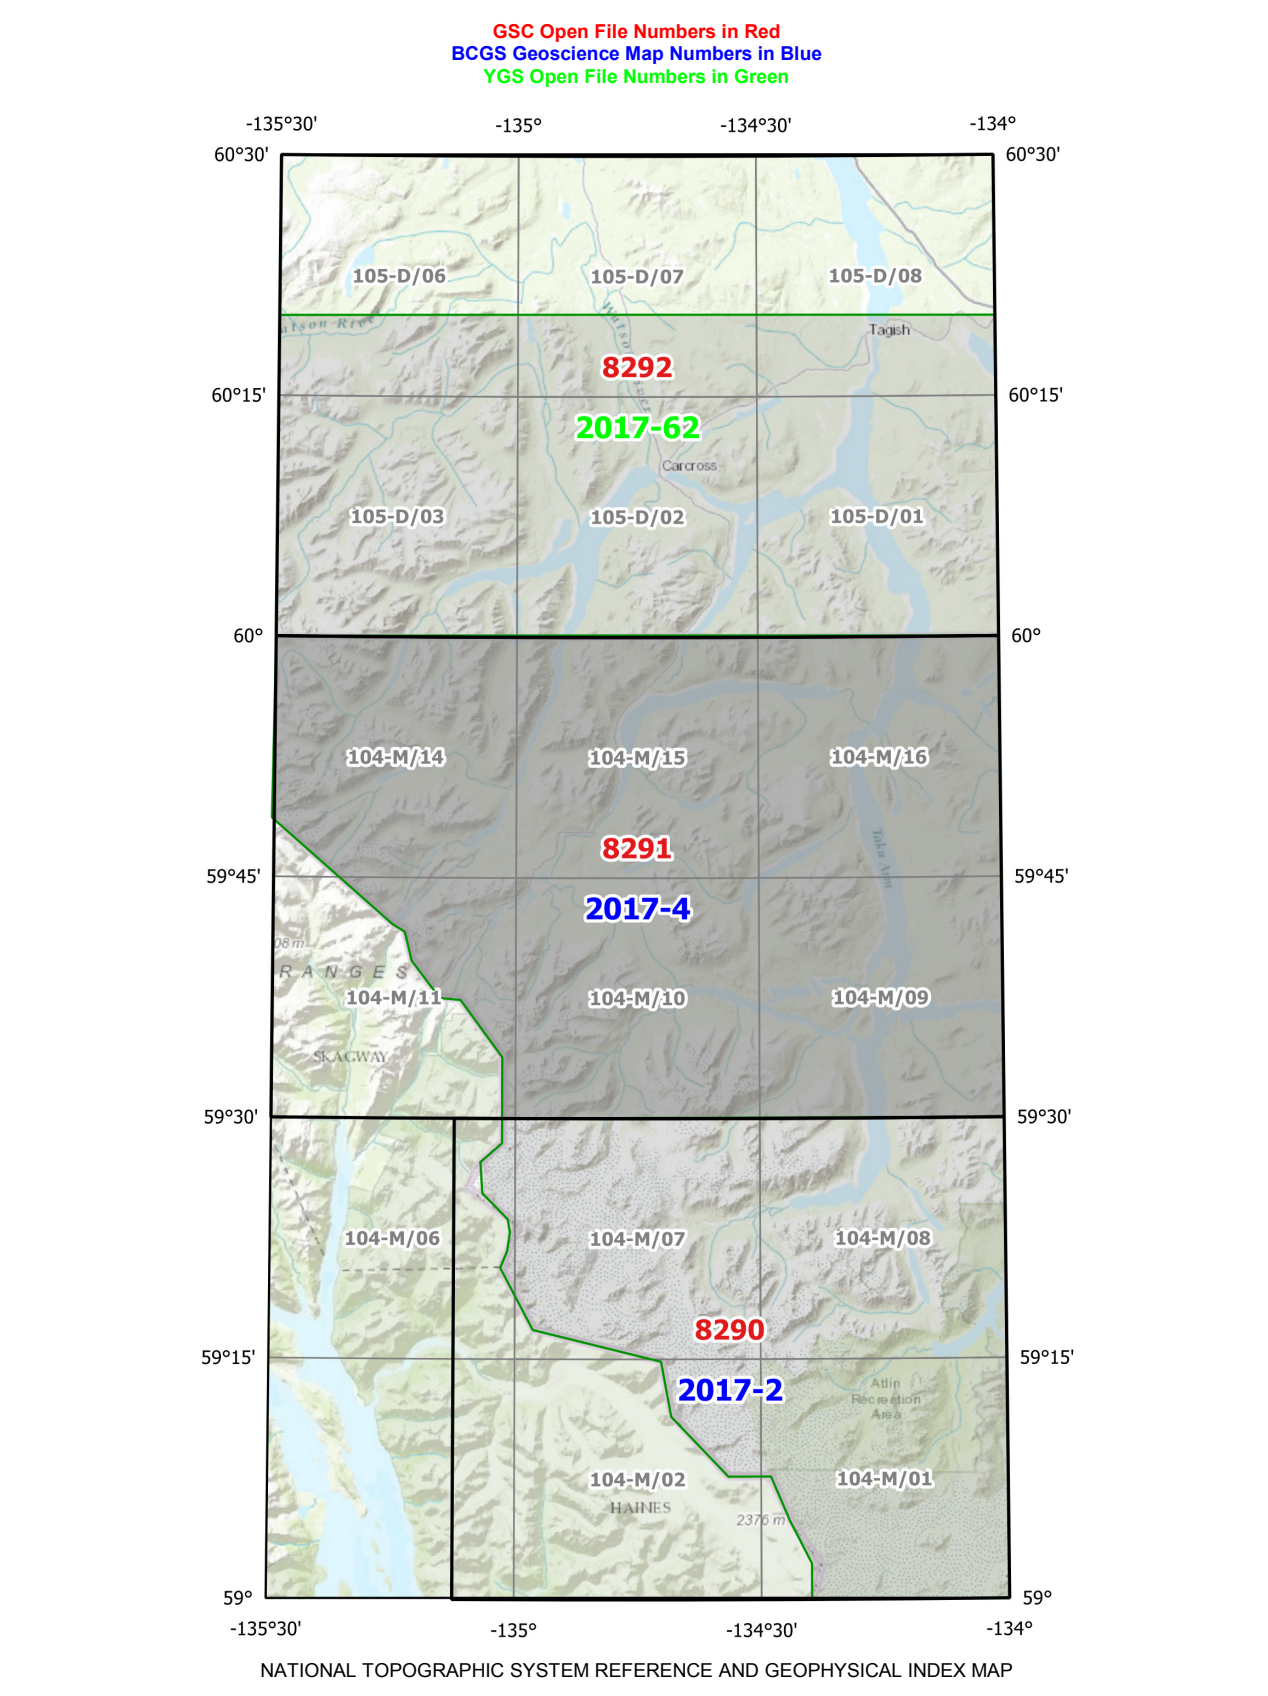 GSC Open File Numbers in Red
BCGS Geoscience Map Numbers in Blue
YGS Open File Numbers in Green
-135°30' -135° -134°30' -134°
60°30' 60°30'
105-D/06 105-D/07 105-D/08
Tagish
8292
60°15' 60°15'
2017-62
Carcross
105-D/03 105-D/02 105-D/01
60° 60°
104-M/14 104-M/15 104-M/16
8291
Taku Arm
59°45' 59°45'
2017-4
08 m
RANGES
104-M/11 104-M/10 104-M/09
SKAGWAY
59°30' 59°30'
104-M/06 104-M/07 104-M/08
8290
59°15' 59°15'
2017-2
Atlin
Recreation
Area
104-M/02 104-M/01
HAINES
2376 m
59° 59°
-135°30' -135° -134°30' -134°
NATIONAL TOPOGRAPHIC SYSTEM REFERENCE AND GEOPHYSICAL INDEX MAP